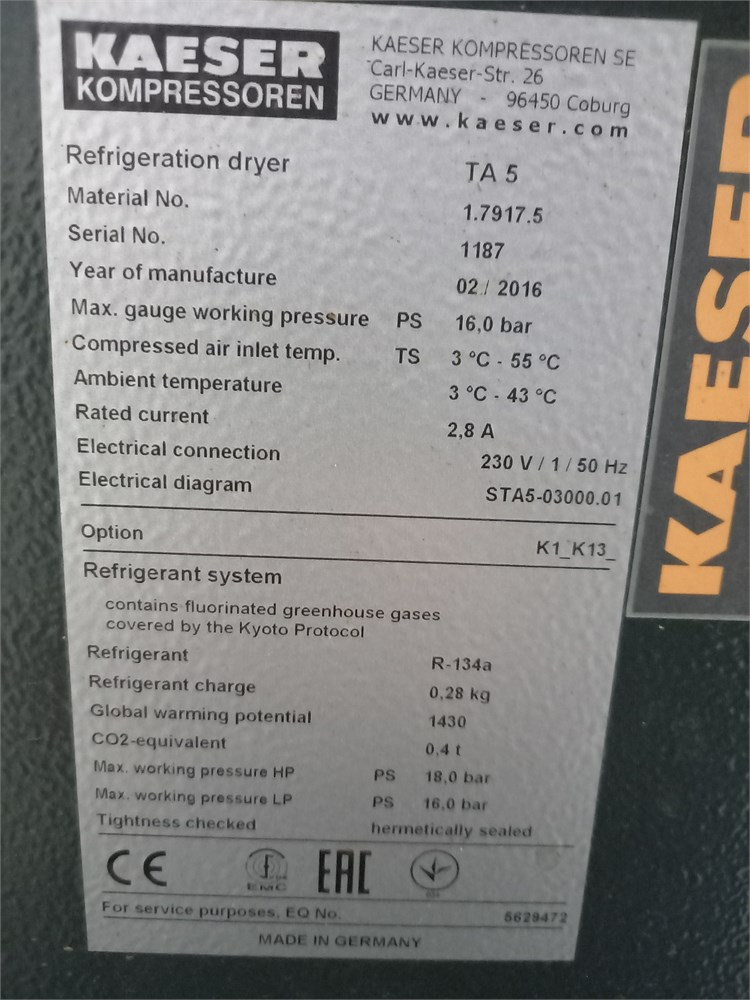 KAESER
KOMPRESSOREN
KAESER KOMPRESSOREN SE
Carl-Kaeser-Str. 26
GERMANY - 96450 Coburg
www.kaeser.com
Refrigeration dryer TA 5
Material No. 1.7917.5
Serial No. 1187
Year of manufacture 02 / 2016
Max. gauge working pressure PS 16,0 bar
Compressed air inlet temp. TS 3 °C - 55 °C
Ambient temperature 3 °C - 43 °C
Rated current 2,8 A
Electrical connection 230 V / 1 / 50 Hz
Electrical diagram STA5-03000.01
Option K1_K13_
Refrigerant system
contains fluorinated greenhouse gases
covered by the Kyoto Protocol
Refrigerant R-134a
Refrigerant charge 0,28 kg
Global warming potential 1430
CO2-equivalent 0,4 t
Max. working pressure HP PS 18,0 bar
Max. working pressure LP PS 16,0 bar
Tightness checked hermetically sealed
CE EMC EAC
For service purposes, EQ No. 5629472
MADE IN GERMANY
KAESER